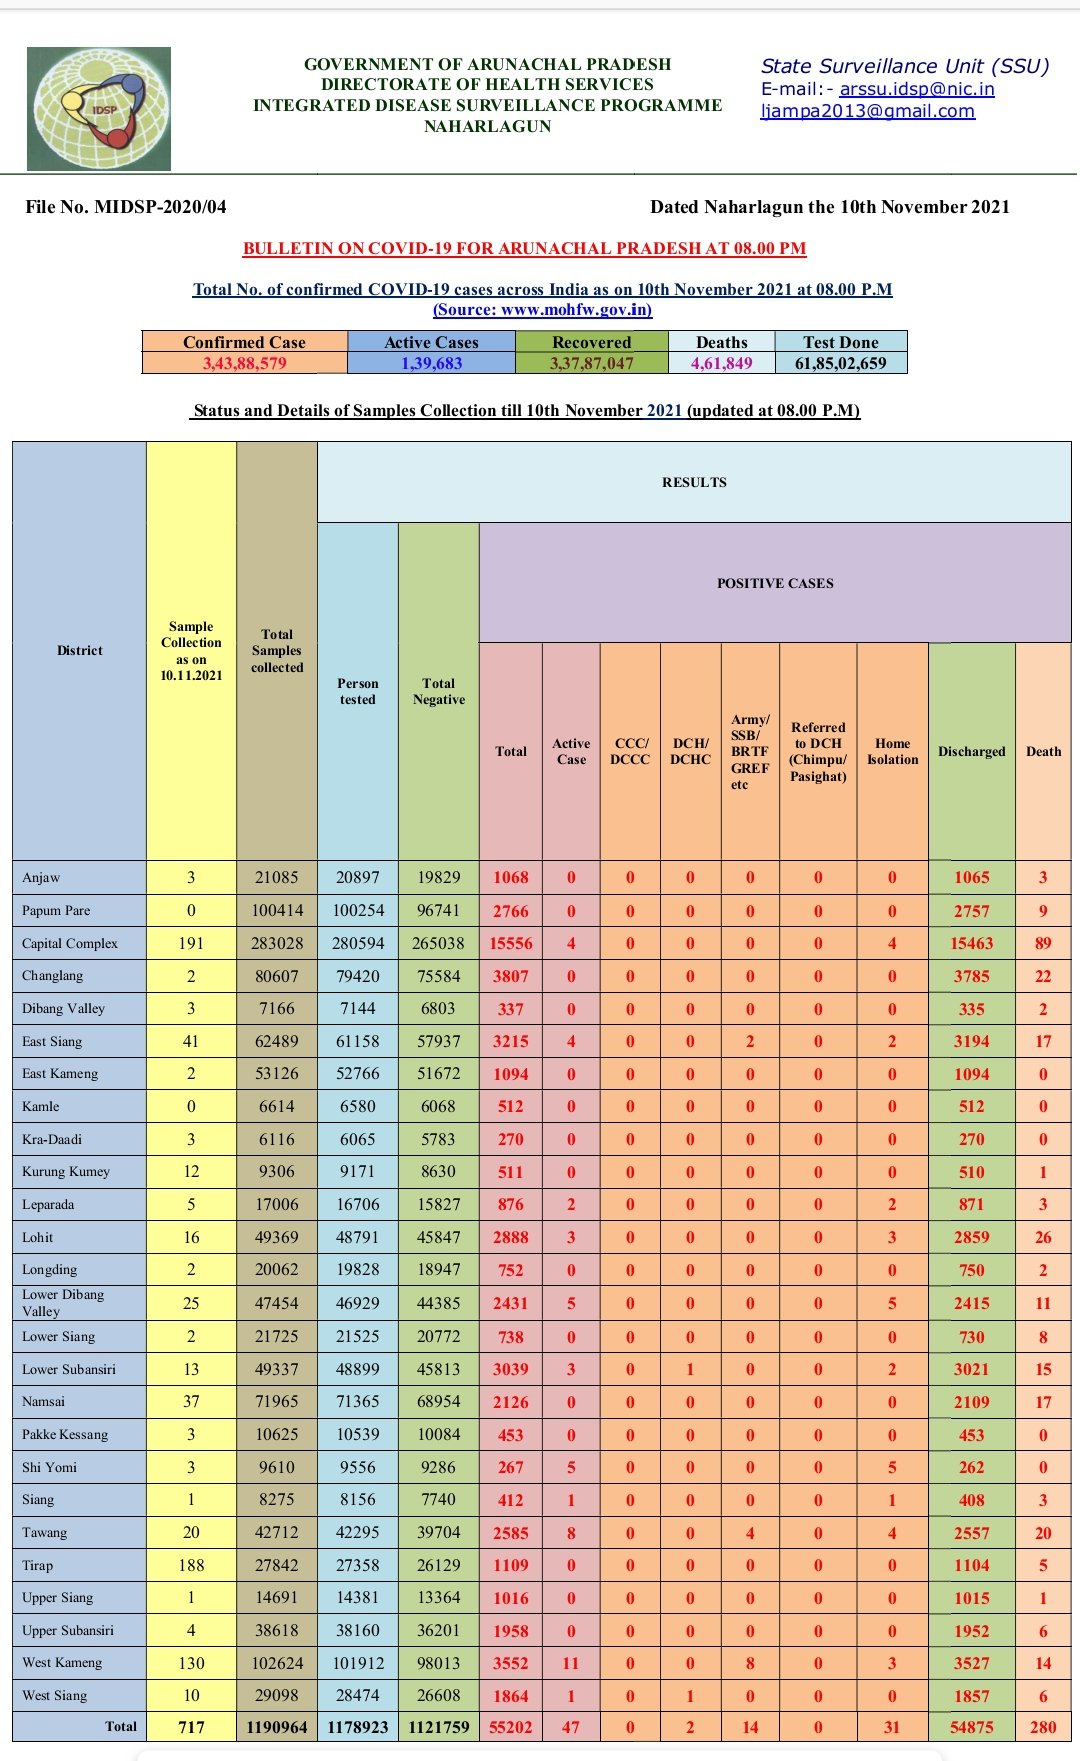 IDSP
GOVERNMENT OF ARUNACHAL PRADESH
DIRECTORATE OF HEALTH SERVICES
INTEGRATED DISEASE SURVEILLANCE PROGRAMME
NAHARLAGUN
State Surveillance Unit (SSU)
E-mail:- arssu.idsp@nic.in
ljampa2013@gmail.com
File No. MIDSP-2020/04 Dated Naharlagun the 10th November 2021
BULLETIN ON COVID-19 FOR ARUNACHAL PRADESH AT 08.00 PM
Total No. of confirmed COVID-19 cases across India as on 10th November 2021 at 08.00 P.M
(Source: www.mohfw.gov.in)
Confirmed Case Active Cases Recovered Deaths Test Done
3,43,88,579 1,39,683 3,37,87,047 4,61,849 61,85,02,659
Status and Details of Samples Collection till 10th November 2021 (updated at 08.00 P.M)
District
Sample
Collection
as on
10.11.2021
Total
Samples
collected
RESULTS
Person
tested
Total
Negative
POSITIVE CASES
Total
Active
Case
CCC/
DCCC
DCH/
DCHC
Army/
SSB/
BRTF
GREF
etc
Referred
to DCH
(Chimpu/
Pasighat)
Home
Isolation
Discharged
Death
Anjaw 3 21085 20897 19829 1068 0 0 0 0 0 0 1065 3
Papum Pare 0 100414 100254 96741 2766 0 0 0 0 0 0 2757 9
Capital Complex 191 283028 280594 265038 15556 4 0 0 0 0 4 15463 89
Changlang 2 80607 79420 75584 3807 0 0 0 0 0 0 3785 22
Dibang Valley 3 7166 7144 6803 337 0 0 0 0 0 0 335 2
East Siang 41 62489 61158 57937 3215 4 0 0 2 0 2 3194 17
East Kameng 2 53126 52766 51672 1094 0 0 0 0 0 0 1094 0
Kamle 0 6614 6580 6068 512 0 0 0 0 0 0 512 0
Kra-Daadi 3 6116 6065 5783 270 0 0 0 0 0 0 270 0
Kurung Kumey 12 9306 9171 8630 511 0 0 0 0 0 0 510 1
Leparada 5 17006 16706 15827 876 2 0 0 0 0 2 871 3
Lohit 16 49369 48791 45847 2888 3 0 0 0 0 3 2859 26
Longding 2 20062 19828 18947 752 0 0 0 0 0 0 750 2
Lower Dibang
Valley 25 47454 46929 44385 2431 5 0 0 0 0 5 2415 11
Lower Siang 2 21725 21525 20772 738 0 0 0 0 0 0 730 8
Lower Subansiri 13 49337 48899 45813 3039 3 0 1 0 0 2 3021 15
Namsai 37 71965 71365 68954 2126 0 0 0 0 0 0 2109 17
Pakke Kessang 3 10625 10539 10084 453 0 0 0 0 0 0 453 0
Shi Yomi 3 9610 9556 9286 267 5 0 0 0 0 5 262 0
Siang 1 8275 8156 7740 412 1 0 0 0 0 1 408 3
Tawang 20 42712 42295 39704 2585 8 0 0 4 0 4 2557 20
Tirap 188 27842 27358 26129 1109 0 0 0 0 0 0 1104 5
Upper Siang 1 14691 14381 13364 1016 0 0 0 0 0 0 1015 1
Upper Subansiri 4 38618 38160 36201 1958 0 0 0 0 0 0 1952 6
West Kameng 130 102624 101912 98013 3552 11 0 0 8 0 3 3527 14
West Siang 10 29098 28474 26608 1864 1 0 1 0 0 0 1857 6
Total 717 1190964 1178923 1121759 55202 47 0 2 14 0 31 54875 280